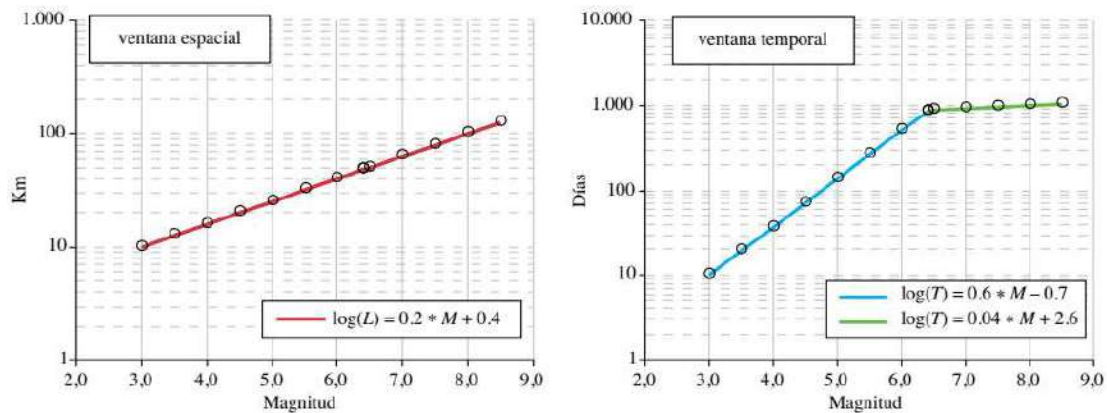 1.000
ventana espacial
100
Km
10
log(L) = 0.2 * M + 0.4
1
2,0 3,0 4,0 5,0 6,0 7,0 8,0 9,0
Magnitud
10.000
ventana temporal
1.000
Días
100
10
log(T) = 0.6 * M – 0.7
log(T) = 0.04 * M + 2.6
1
2,0 3,0 4,0 5,0 6,0 7,0 8,0 9,0
Magnitud